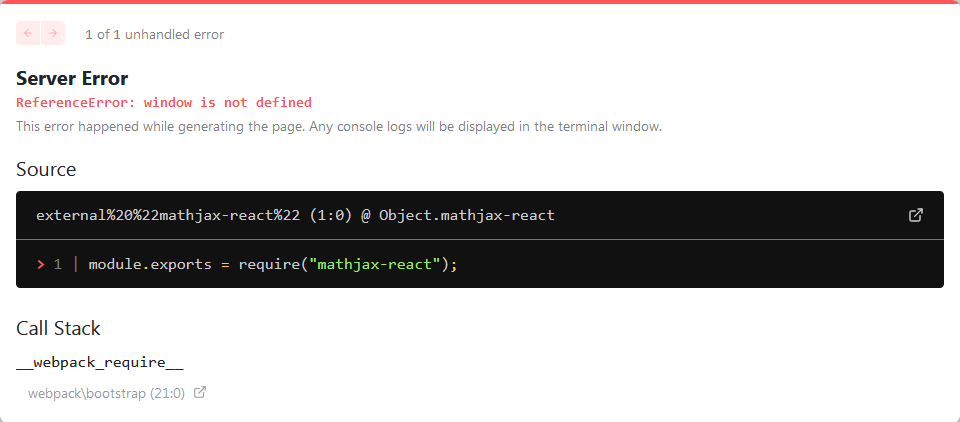 1 of 1 unhandled error
Server Error
ReferenceError: window is not defined
This error happened while generating the page. Any console logs will be displayed in the terminal window.
Source
external%20%22mathjax-react%22 (1:0) @ Object.mathjax-react
> 1 | module.exports = require("mathjax-react");
Call Stack
__webpack_require__
webpack\bootstrap (21:0)